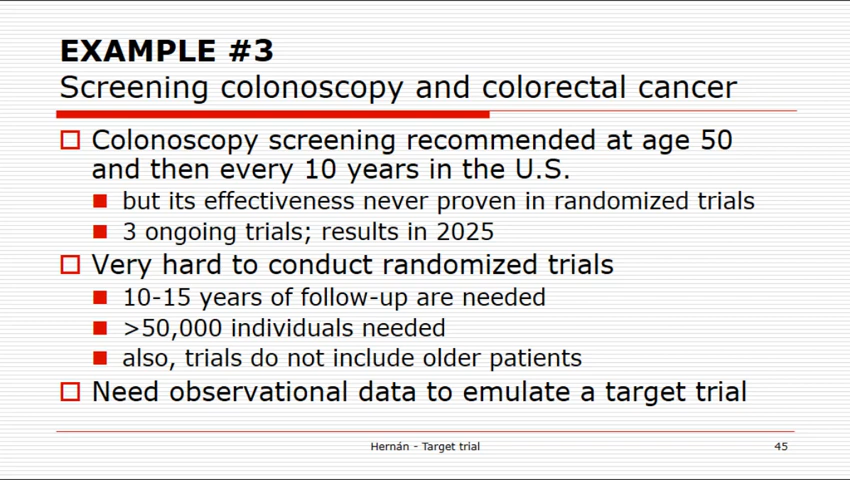 EXAMPLE #3
Screening colonoscopy and colorectal cancer
Colonoscopy screening recommended at age 50
and then every 10 years in the U.S.
but its effectiveness never proven in randomized trials
3 ongoing trials; results in 2025
Very hard to conduct randomized trials
10-15 years of follow-up are needed
>50,000 individuals needed
also, trials do not include older patients
Need observational data to emulate a target trial
Hernán - Target trial
45